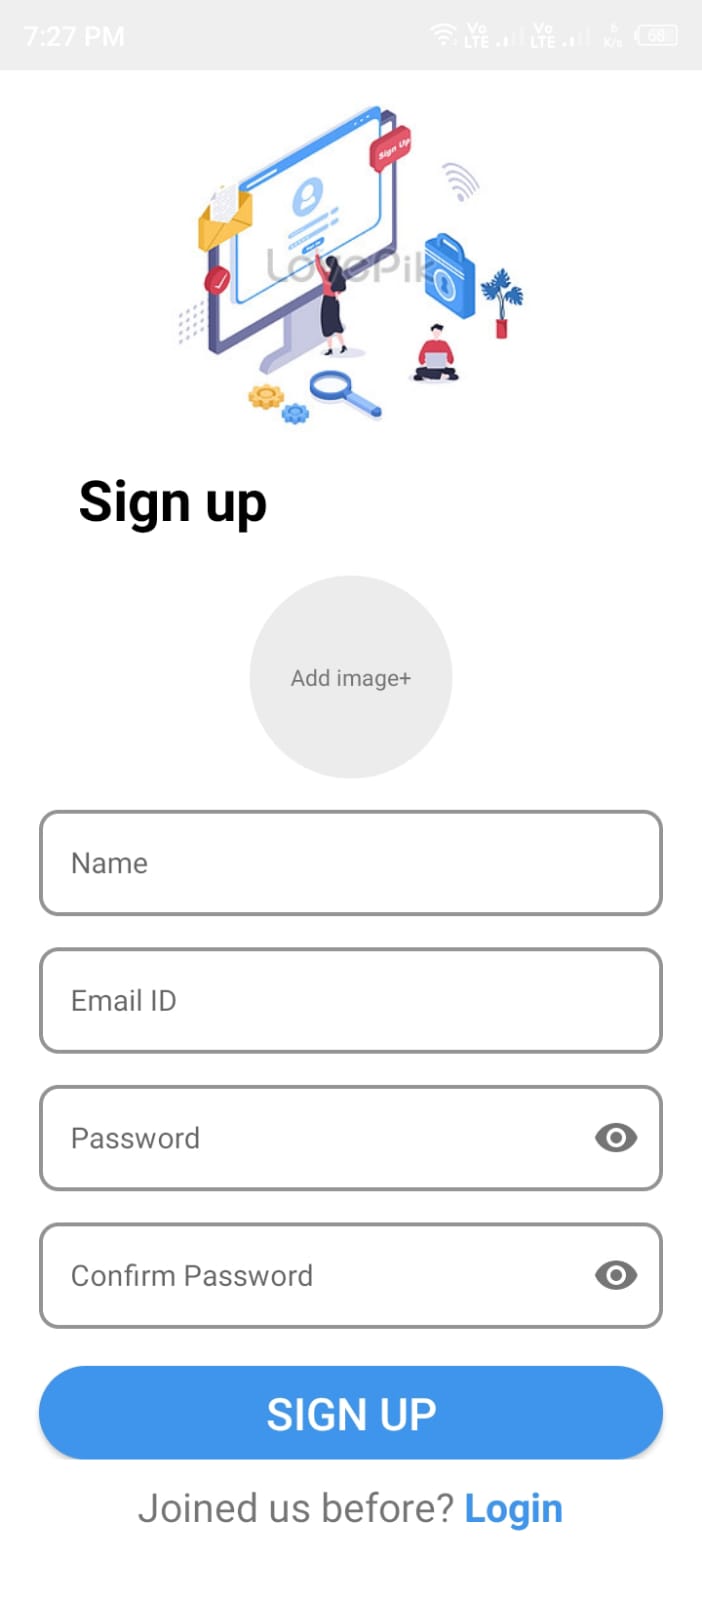 7:27 PM Vo LTE Vo LTE 6 K/s 68
Sign Up
LovePik
Sign up
Add image+
Name
Email ID
Password
Confirm Password
SIGN UP
Joined us before? Login